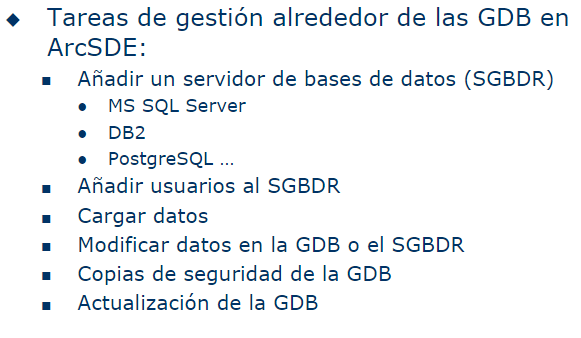 Tareas de gestión alrededor de las GDB en
ArcSDE:
Añadir un servidor de bases de datos (SGBDR)
MS SQL Server
DB2
PostgreSQL ...
Añadir usuarios al SGBDR
Cargar datos
Modificar datos en la GDB o el SGBDR
Copias de seguridad de la GDB
Actualización de la GDB